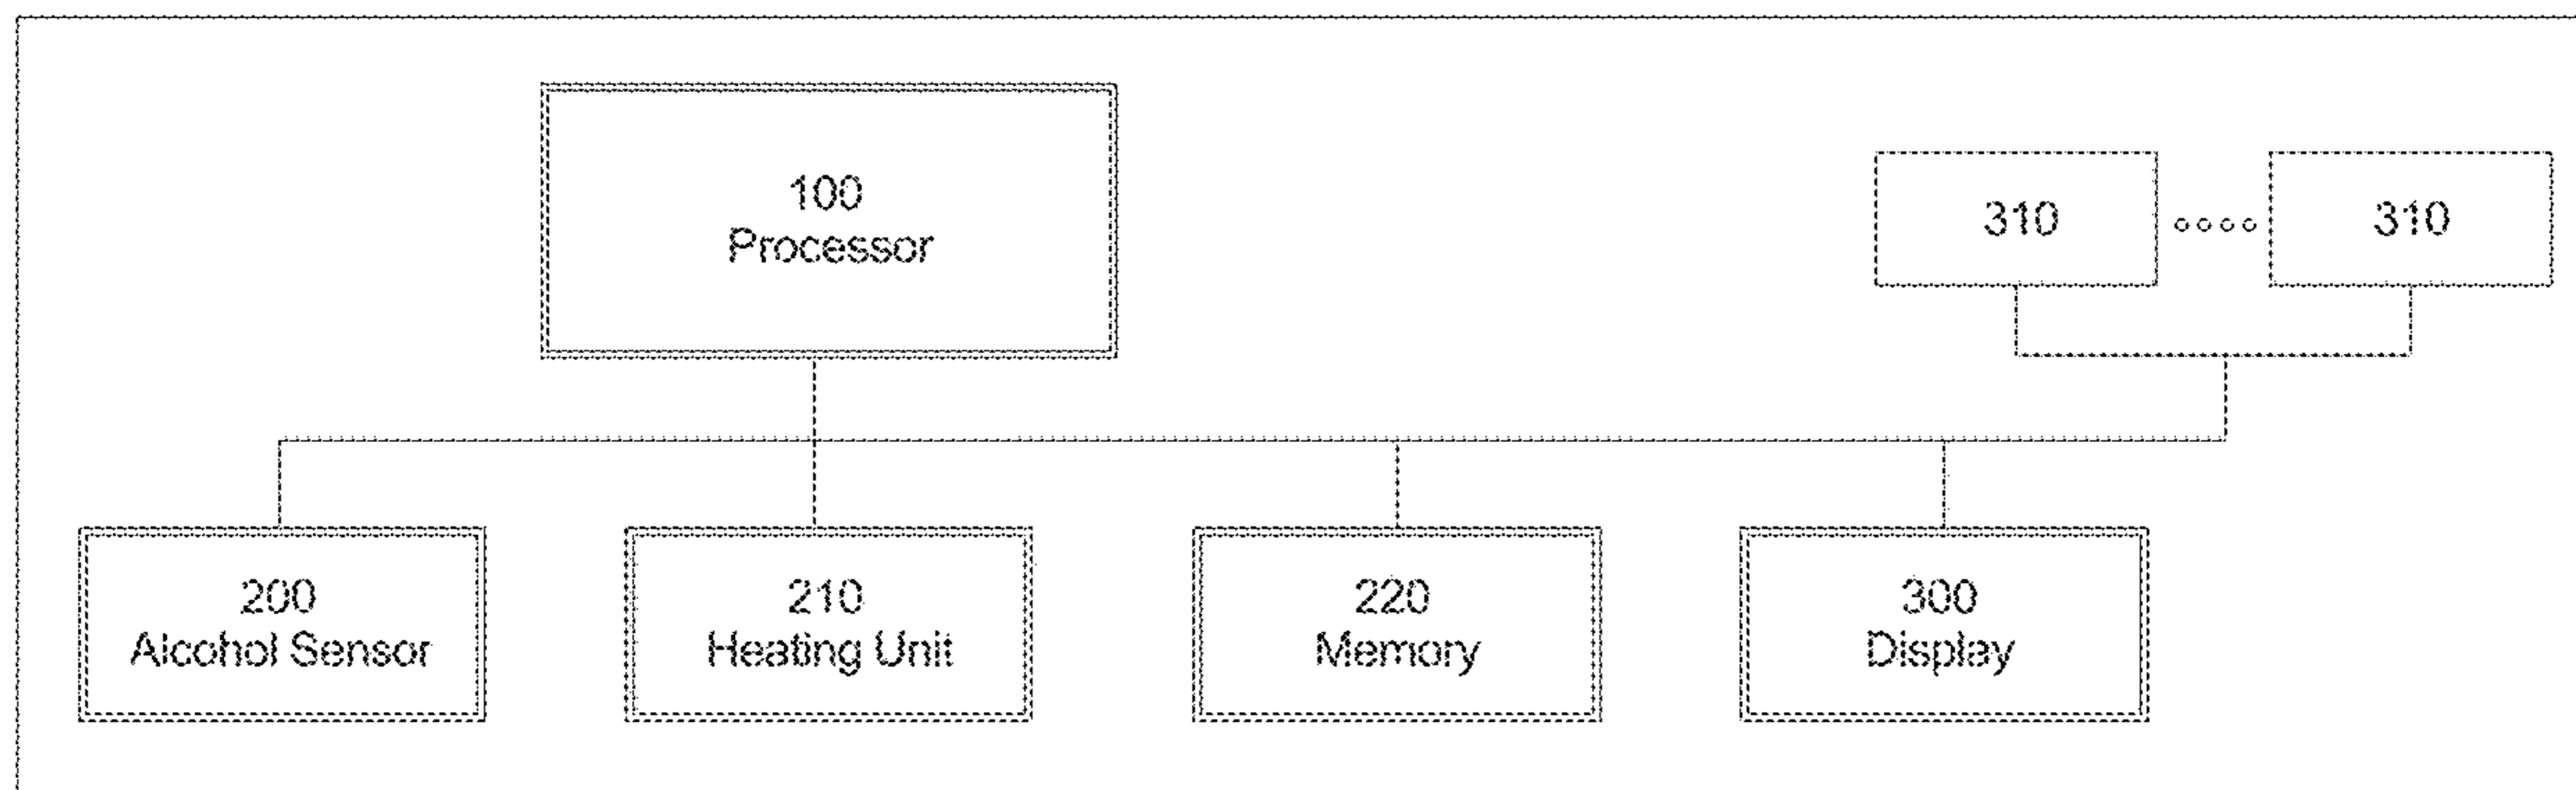 100
Processor
310
310
200
Alcohol Sensor
210
Heating Unit
220
Memory
300
Display